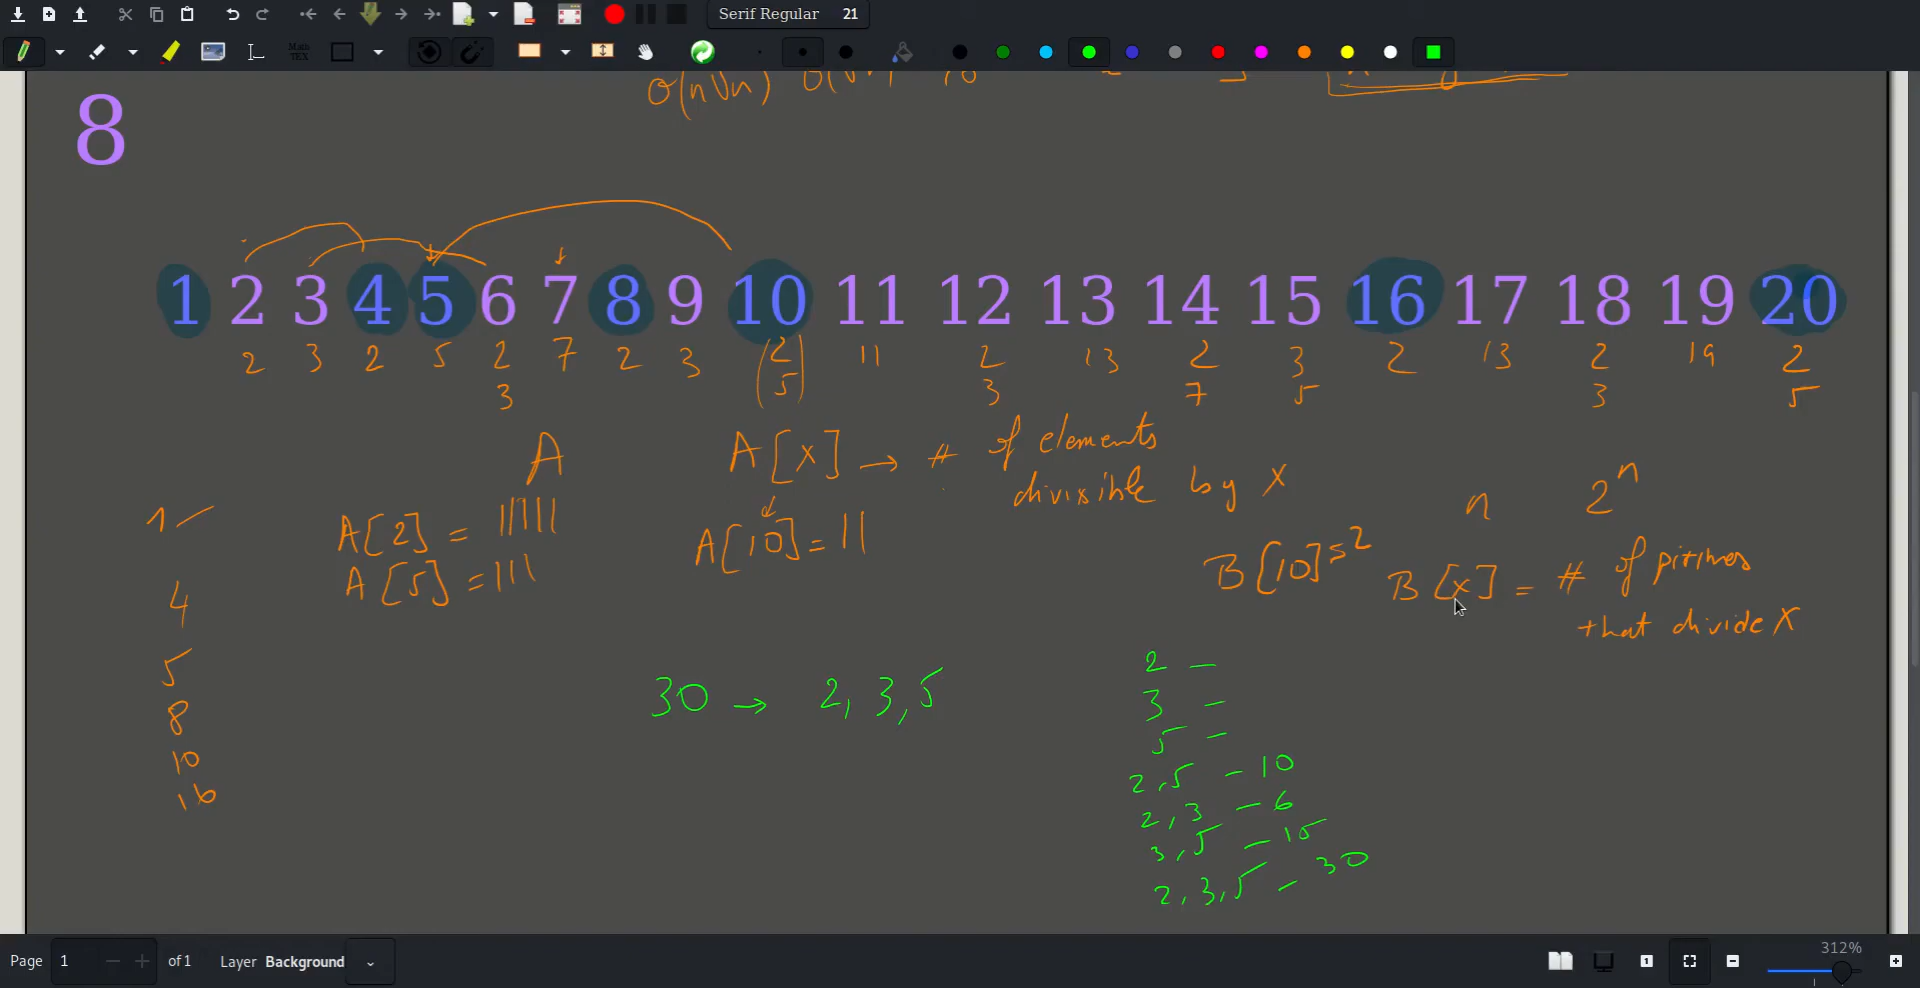 Serif Regular 21
O(n√n)
8
1 2 3 4 5 6 7 8 9 10 11 12 13 14 15 16 17 18 19 20
2 3 2 5 2 7 2 3 2 11 2 13 2 3 2 13 2 19 2
3 5 3 7 5 3 5
A
A[x] → # of elements
divisible by x
n 2^n
1
A[2] = |||||
A[10] = ||
B[10] = 2
A[5] = |||
B[x] = # of pirimes
that divide x
4
5
8
10
16
30 → 2, 3, 5
2 -
3 -
5 -
2,5 - 10
2,3 - 6
3,5 - 15
2,3,5 - 30
Page 1 of 1 Layer Background 312%